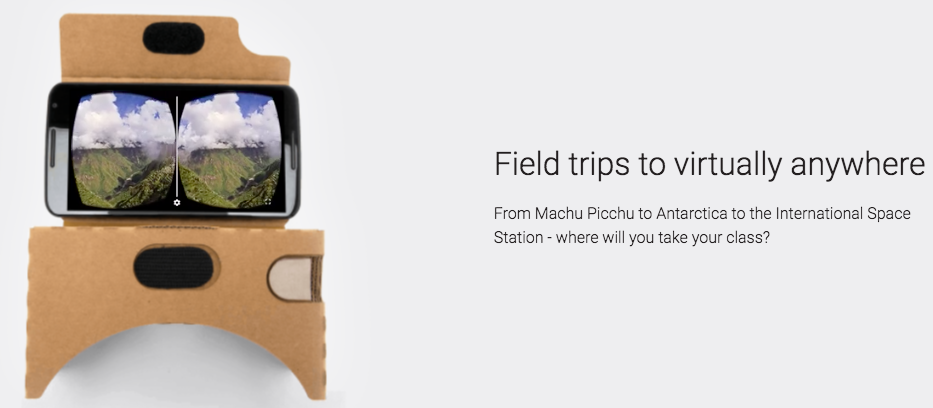 Field trips to virtually anywhere
From Machu Picchu to Antarctica to the International Space
Station - where will you take your class?